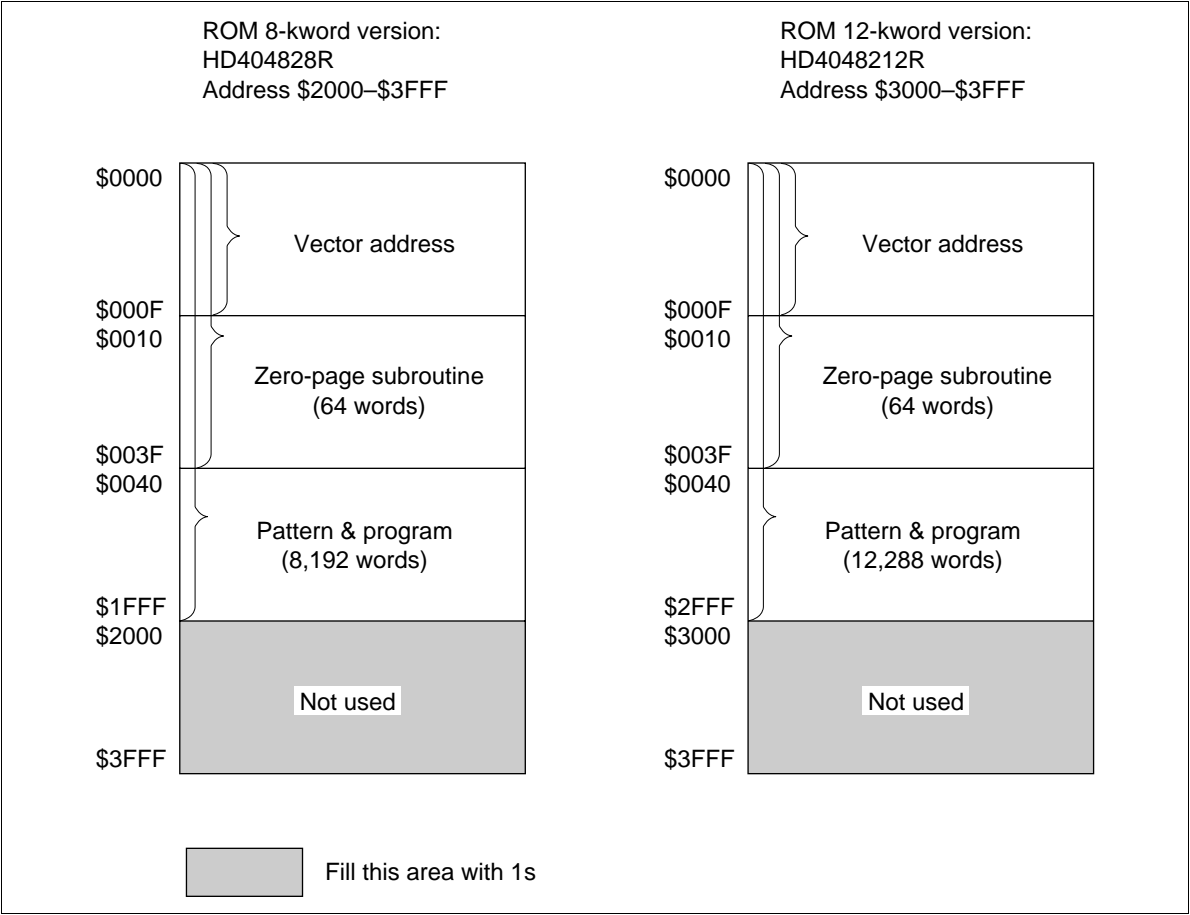 ROM 8-kword version:
HD404828R
Address $2000–$3FFF
$0000
Vector address
$000F
$0010
Zero-page subroutine
(64 words)
$003F
$0040
Pattern & program
(8,192 words)
$1FFF
$2000
Not used
$3FFF
ROM 12-kword version:
HD4048212R
Address $3000–$3FFF
$0000
Vector address
$000F
$0010
Zero-page subroutine
(64 words)
$003F
$0040
Pattern & program
(12,288 words)
$2FFF
$3000
Not used
$3FFF
Fill this area with 1s